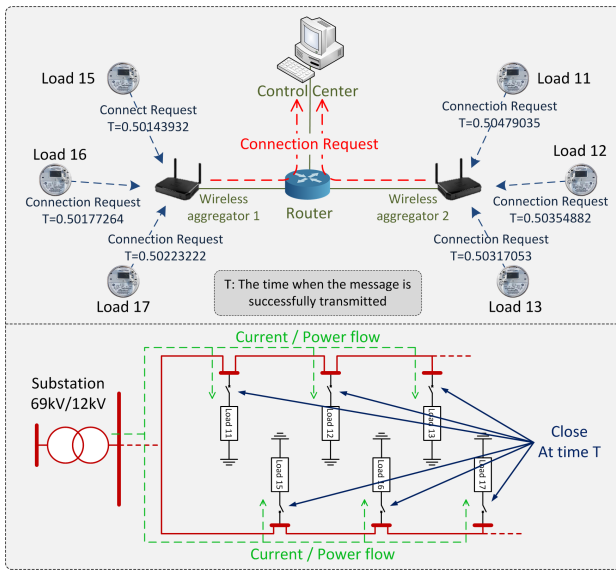 Load 15
Connect Request
T=0.50143932
Load 16
Connection Request
T=0.50177264
Connection Request
T=0.50223222
Load 17
Control Center
Connection Request
Wireless
aggregator 1
Router
Wireless
aggregator 2
Load 11
Connectioh Request
T=0.50479035
Load 12
Connection Request
T=0.50354882
Connection Request
T=0.50317053
Load 13
T: The time when the message is
successfully transmitted
Current / Power flow
Substation
69kV/12kV
Load 11
Load 12
Load 13
Close
At time T
Load 15
Load 16
Load 17
Current / Power flow